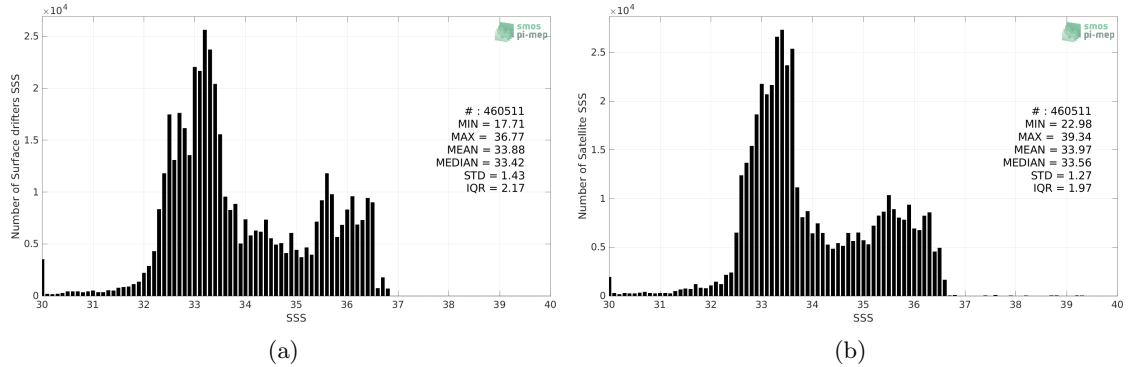 ×10⁴
2.5
2
1.5
1
0.5
0
Number of Surface drifters SSS
30 31 32 33 34 35 36 37 38 39 40
SSS
smos
pi-mep
# : 460511
MIN = 17.71
MAX = 36.77
MEAN = 33.88
MEDIAN = 33.42
STD = 1.43
IQR = 2.17
(a)
×10⁴
2.5
2
1.5
1
0.5
0
Number of Satellite SSS
30 31 32 33 34 35 36 37 38 39 40
SSS
smos
pi-mep
# : 460511
MIN = 22.98
MAX = 39.34
MEAN = 33.97
MEDIAN = 33.56
STD = 1.27
IQR = 1.97
(b)